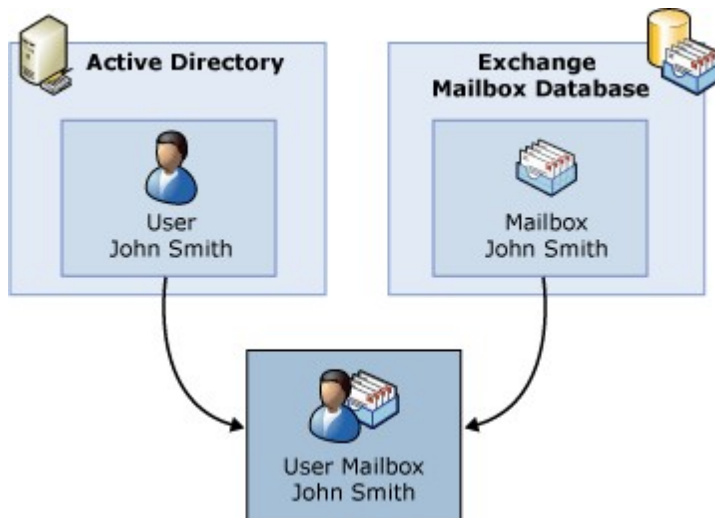 Active Directory
User
John Smith
Exchange
Mailbox Database
Mailbox
John Smith
User Mailbox
John Smith